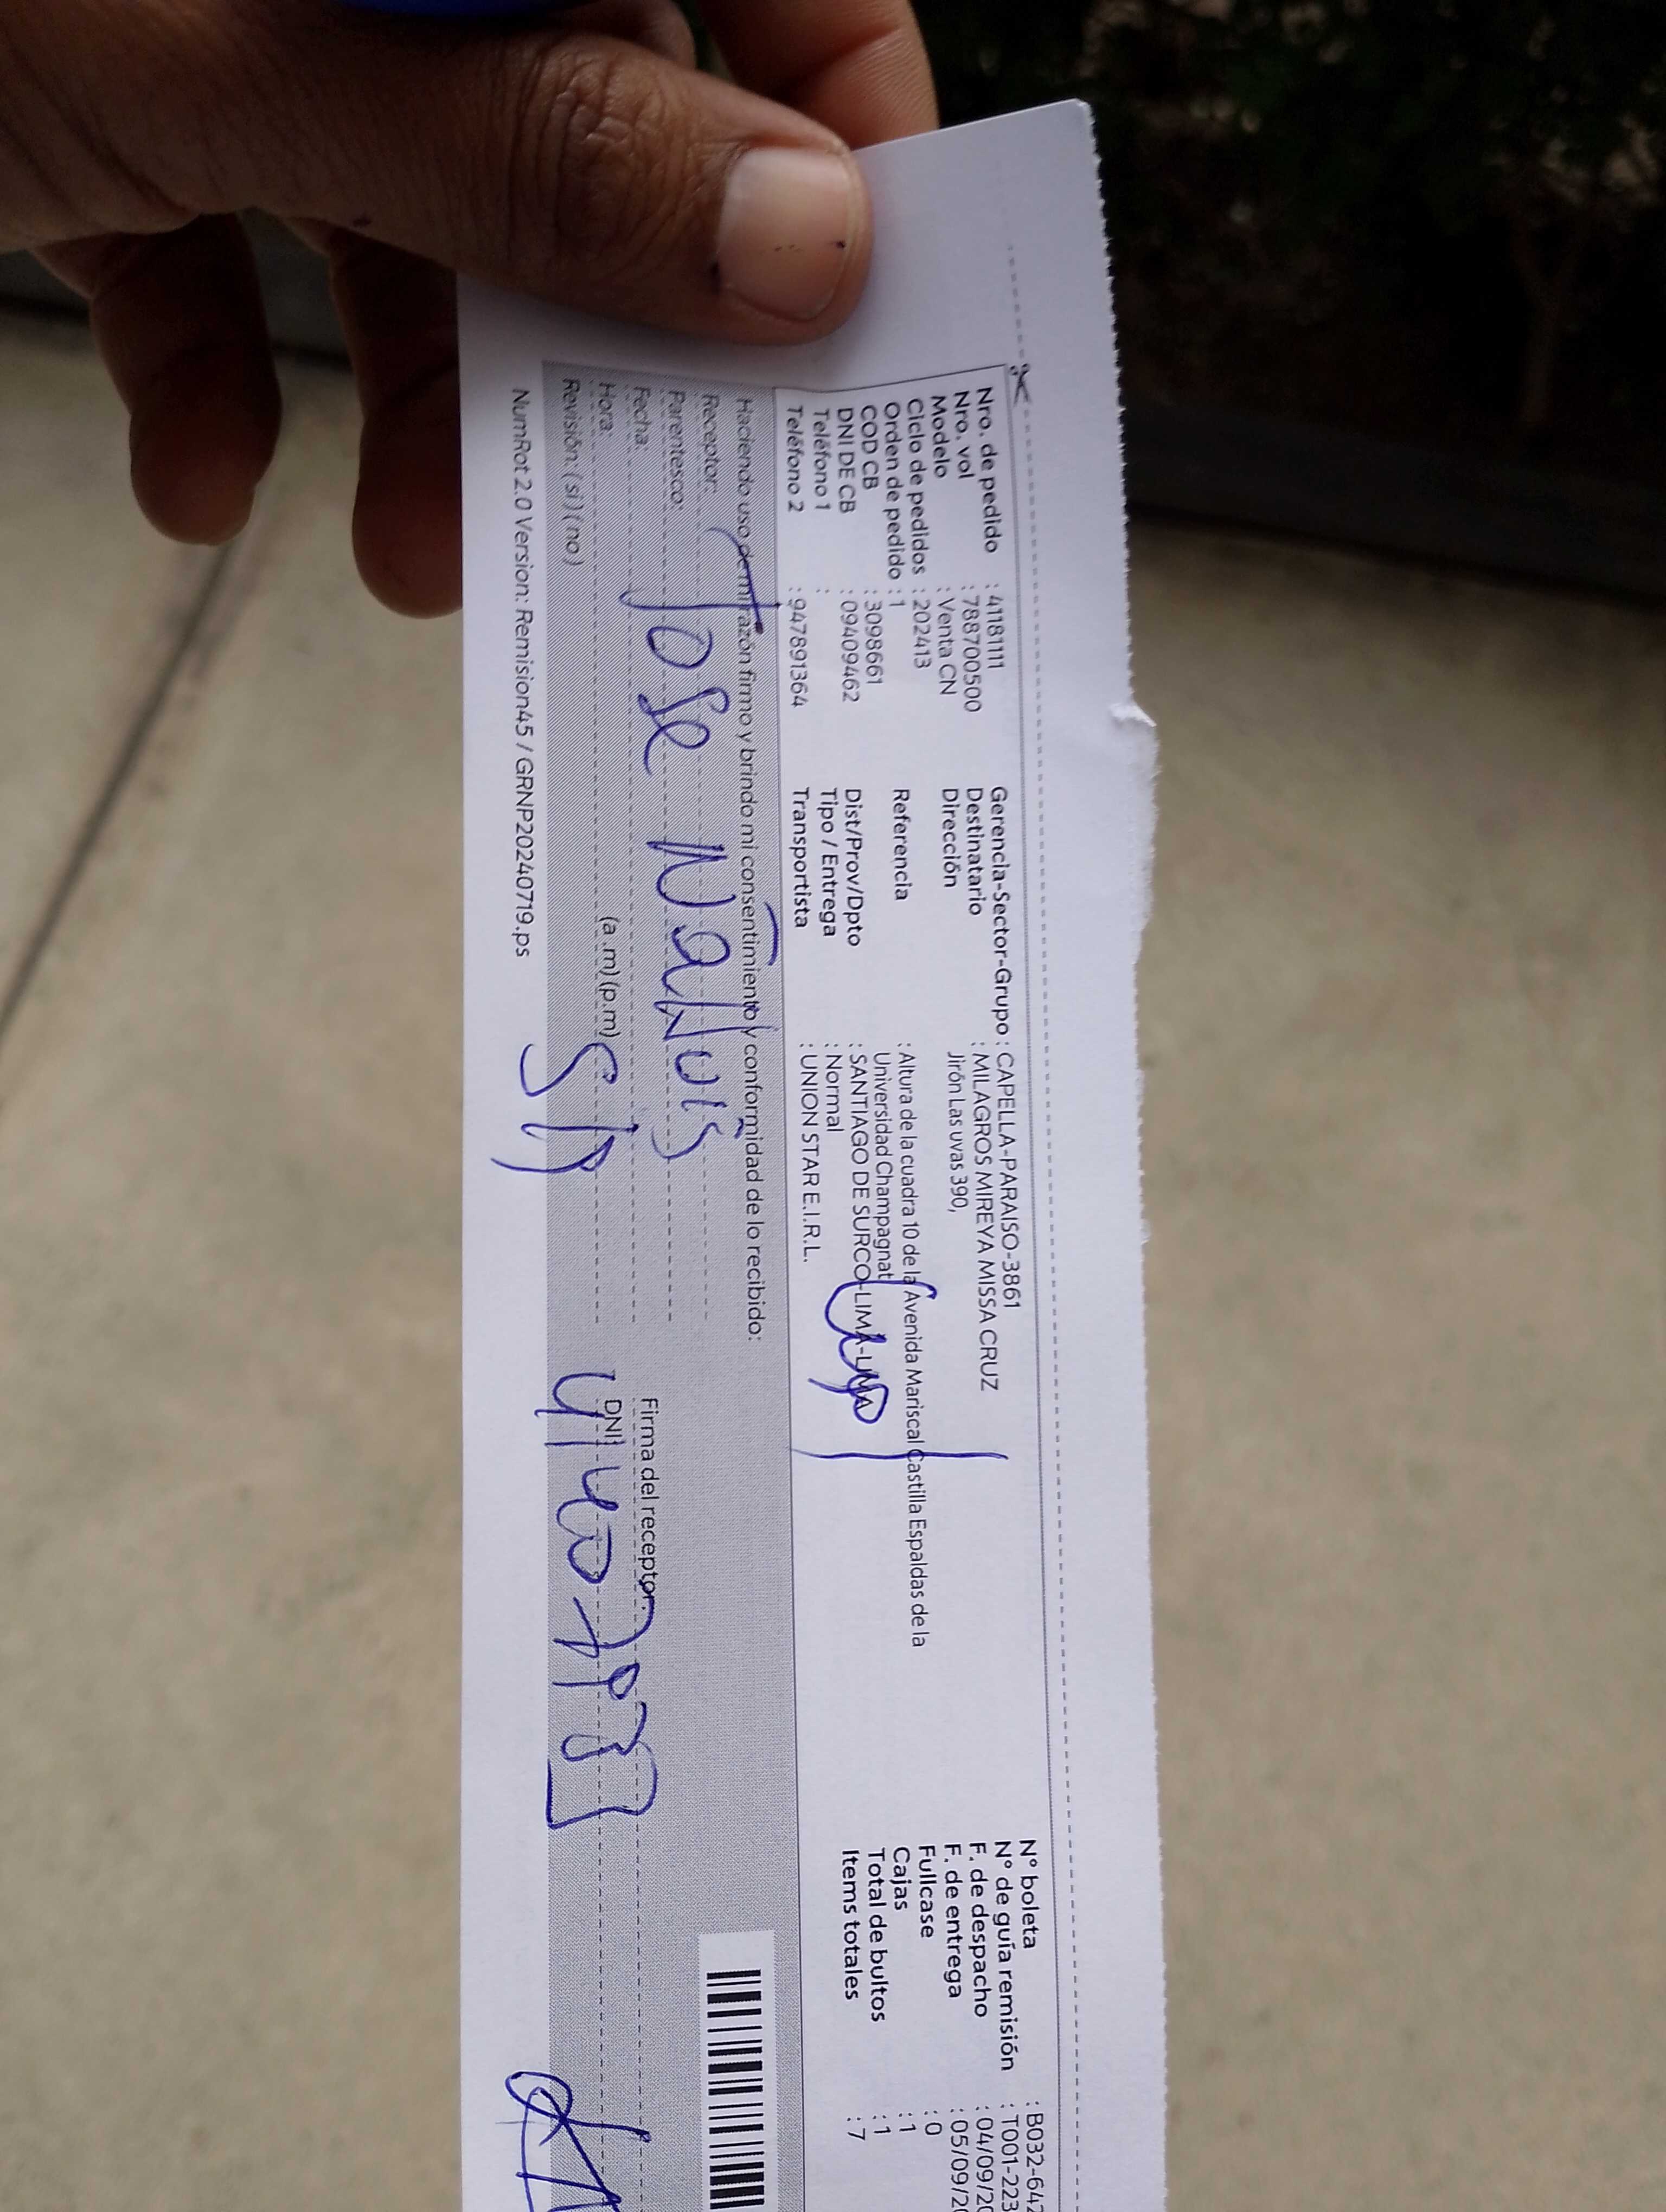 Nro. de pedido : 41181111
Nro. vol : 788700500
Modelo : Venta CN
Ciclo de pedidos : 202413
Orden de pedido : 1
COD CB : 3098661
DNI DE CB : 09409462
Teléfono 1 :
Teléfono 2 : 947891364
Gerencia-Sector-Grupo : CAPELLA-PARAISO-3861
Destinatario : MILAGROS MIREYA MISSA CRUZ
Dirección Jirón Las uvas 390,
Referencia : Altura de la cuadra 10 de la Avenida Mariscal Castilla Espaldas de la
Universidad Champagnat
Dist/Prov/Dpto : SANTIAGO DE SURCO-LIMA-LIMA
Tipo / Entrega : Normal
Transportista : UNION STAR E.I.R.L.
N° boleta : B032-642
N° de guía remisión : T001-223
F. de despacho : 04/09/20
F. de entrega : 05/09/20
Fullcase : 0
Cajas : 1
Total de bultos : 1
Items totales : 7
Haciendo uso de mi razón firmo y brindo mi consentimiento y conformidad de lo recibido:
Receptor:
Parentesco:
Jose
Fecha:
Hora: (a .m) (p.m)
Revisión: ( si ) ( no )
Firma del receptor:
DNI:
NumRot 2.0 Version: Remision45 / GRNP20240719.ps